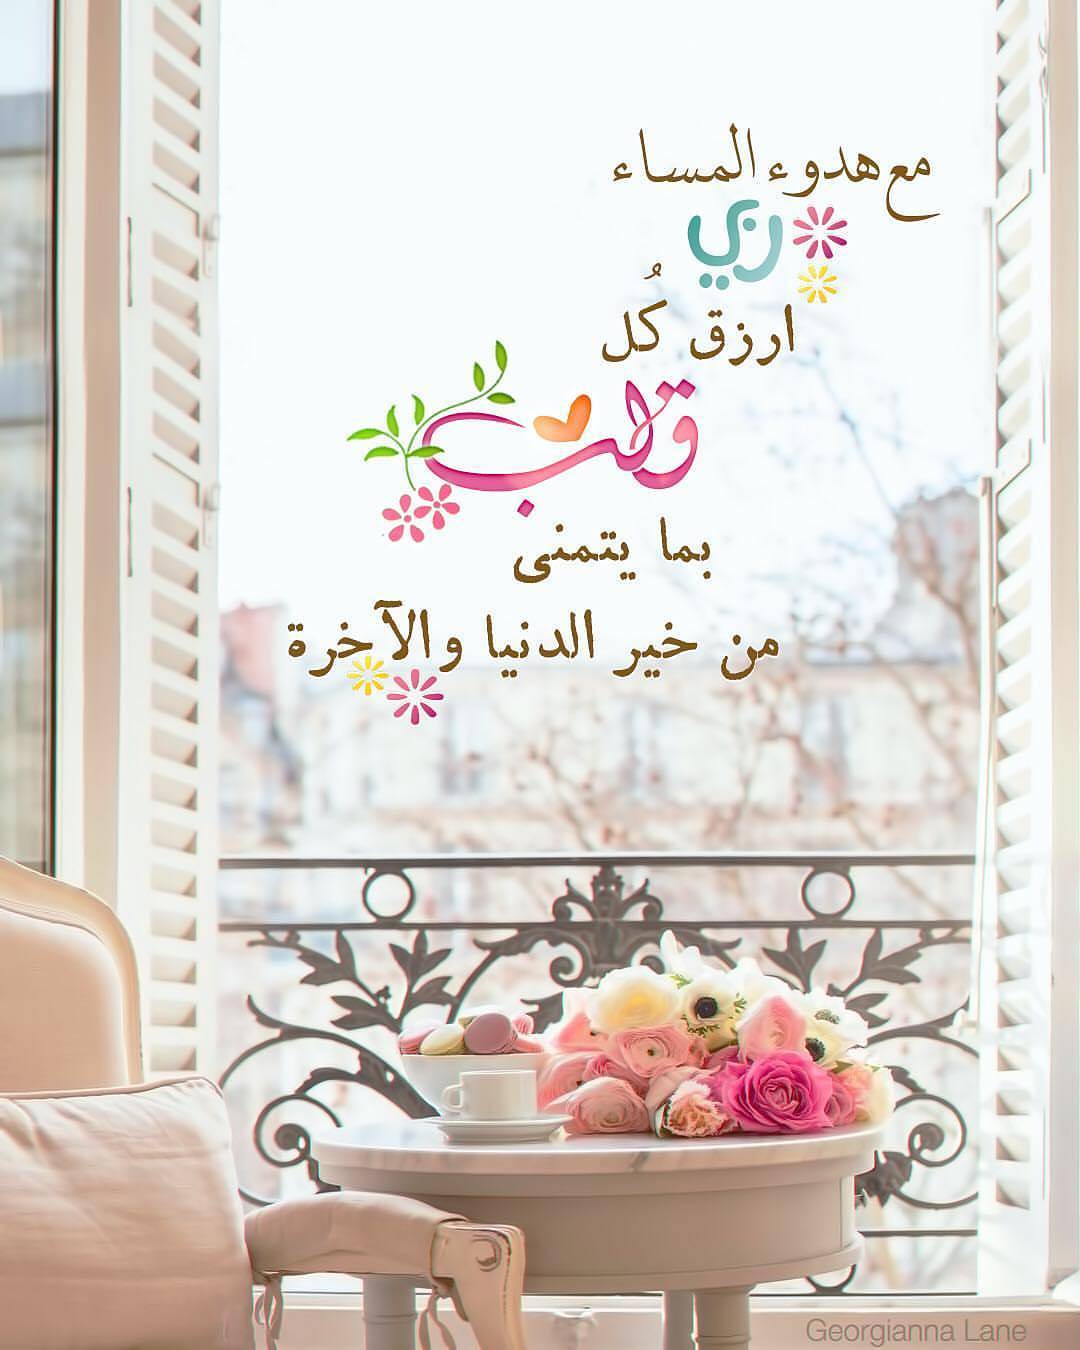 مع هدوء المساء
ربي
ارزق كُل
قلب
بما يتمنى
من خير الدنيا والآخرة
Georgianna Lane